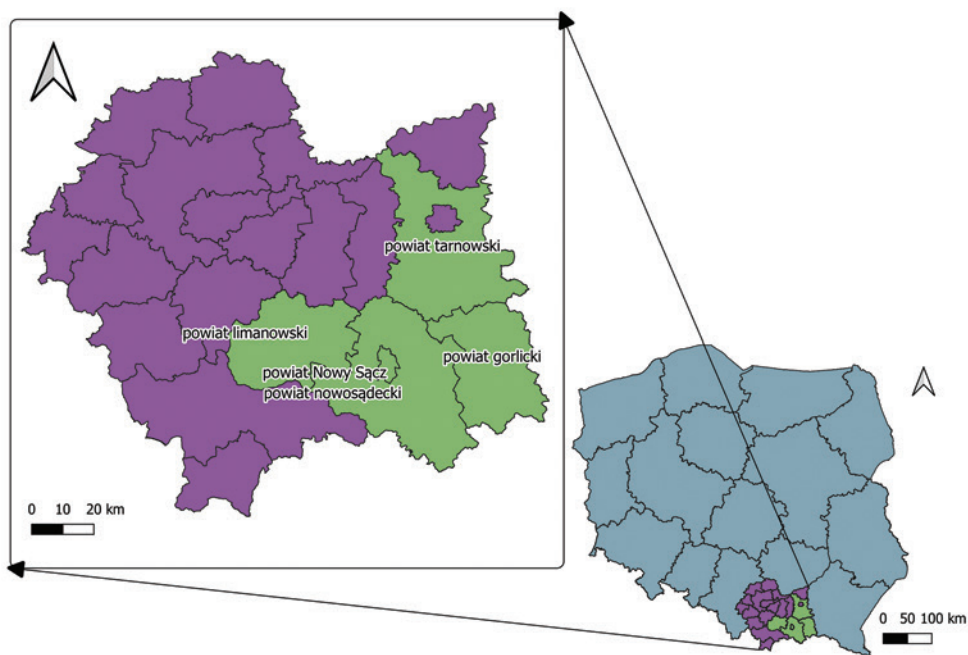 powiat tarnowski
powiat limanowski
powiat gorlicki
powiat Nowy Sącz
powiat nowosądecki
0 10 20 km
0 50 100 km